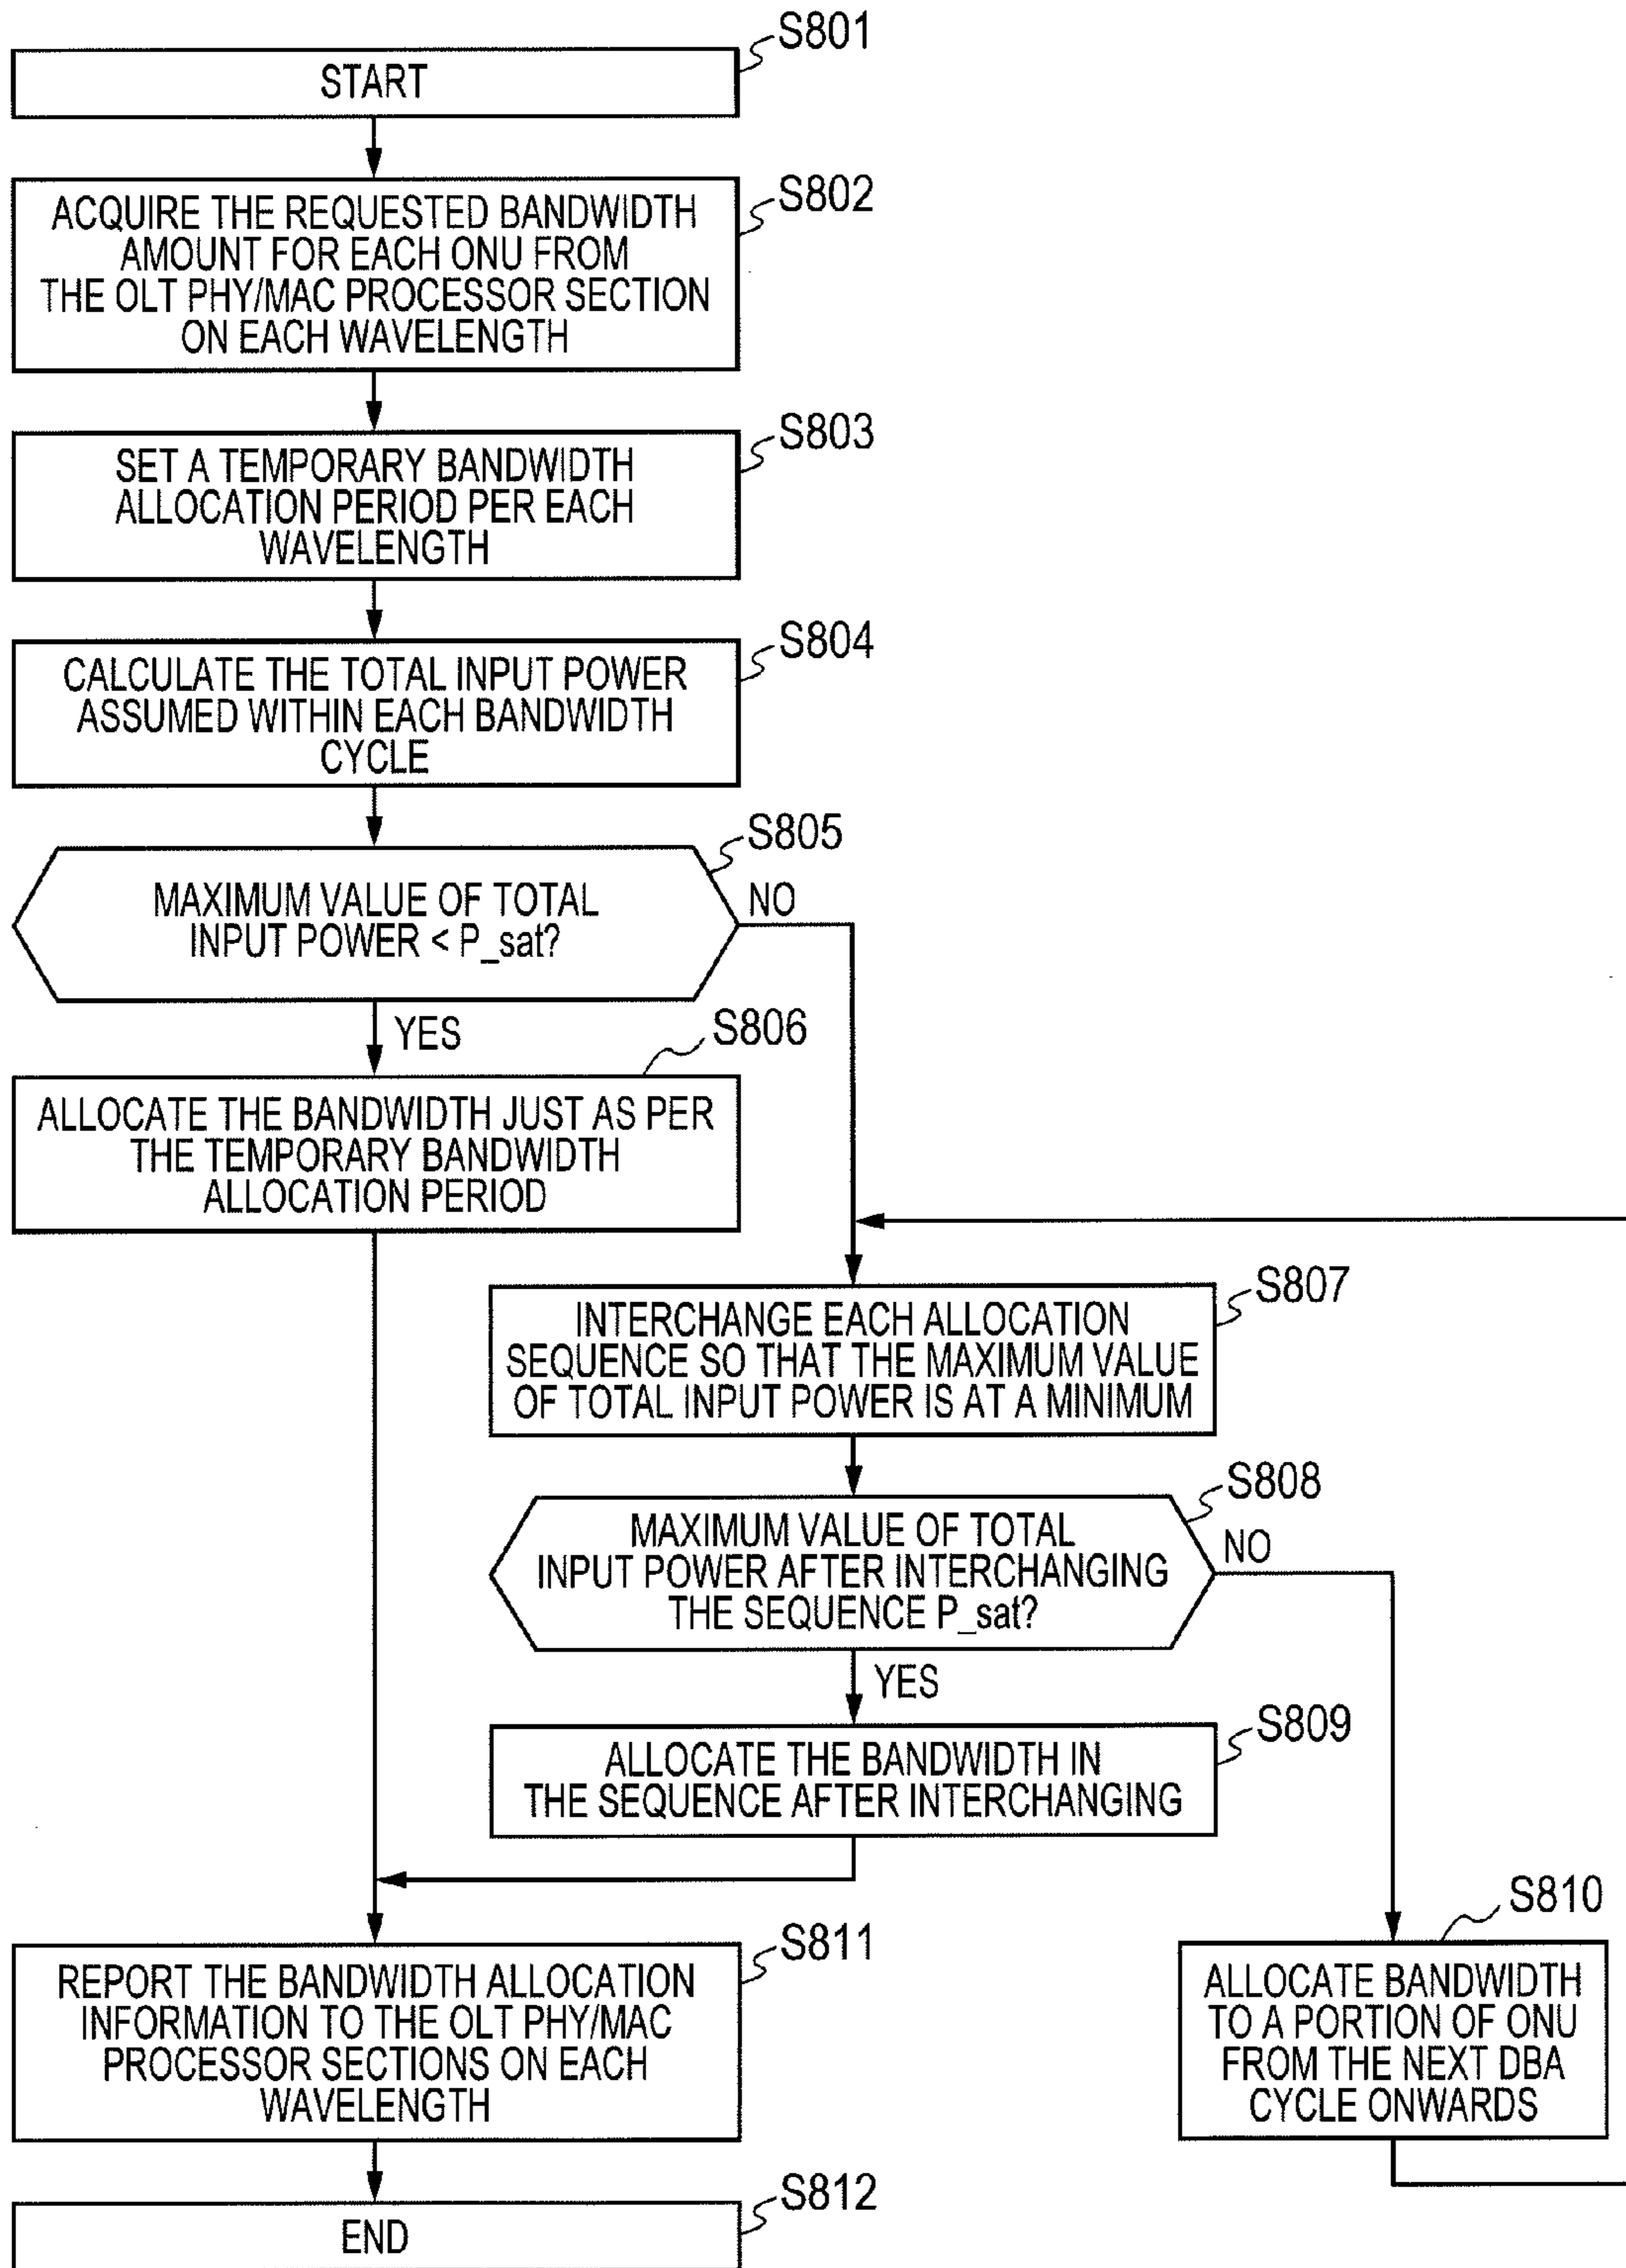 S801
START
S802
ACQUIRE THE REQUESTED BANDWIDTH
AMOUNT FOR EACH ONU FROM
THE OLT PHY/MAC PROCESSOR SECTION
ON EACH WAVELENGTH
S803
SET A TEMPORARY BANDWIDTH
ALLOCATION PERIOD PER EACH
WAVELENGTH
S804
CALCULATE THE TOTAL INPUT POWER
ASSUMED WITHIN EACH BANDWIDTH
CYCLE
S805
MAXIMUM VALUE OF TOTAL
INPUT POWER < P_sat?
NO
YES
S806
ALLOCATE THE BANDWIDTH JUST AS PER
THE TEMPORARY BANDWIDTH
ALLOCATION PERIOD
S807
INTERCHANGE EACH ALLOCATION
SEQUENCE SO THAT THE MAXIMUM VALUE
OF TOTAL INPUT POWER IS AT A MINIMUM
S808
MAXIMUM VALUE OF TOTAL
INPUT POWER AFTER INTERCHANGING
THE SEQUENCE P_sat?
NO
YES
S809
ALLOCATE THE BANDWIDTH IN
THE SEQUENCE AFTER INTERCHANGING
S810
ALLOCATE BANDWIDTH
TO A PORTION OF ONU
FROM THE NEXT DBA
CYCLE ONWARDS
S811
REPORT THE BANDWIDTH ALLOCATION
INFORMATION TO THE OLT PHY/MAC
PROCESSOR SECTIONS ON EACH
WAVELENGTH
S812
END